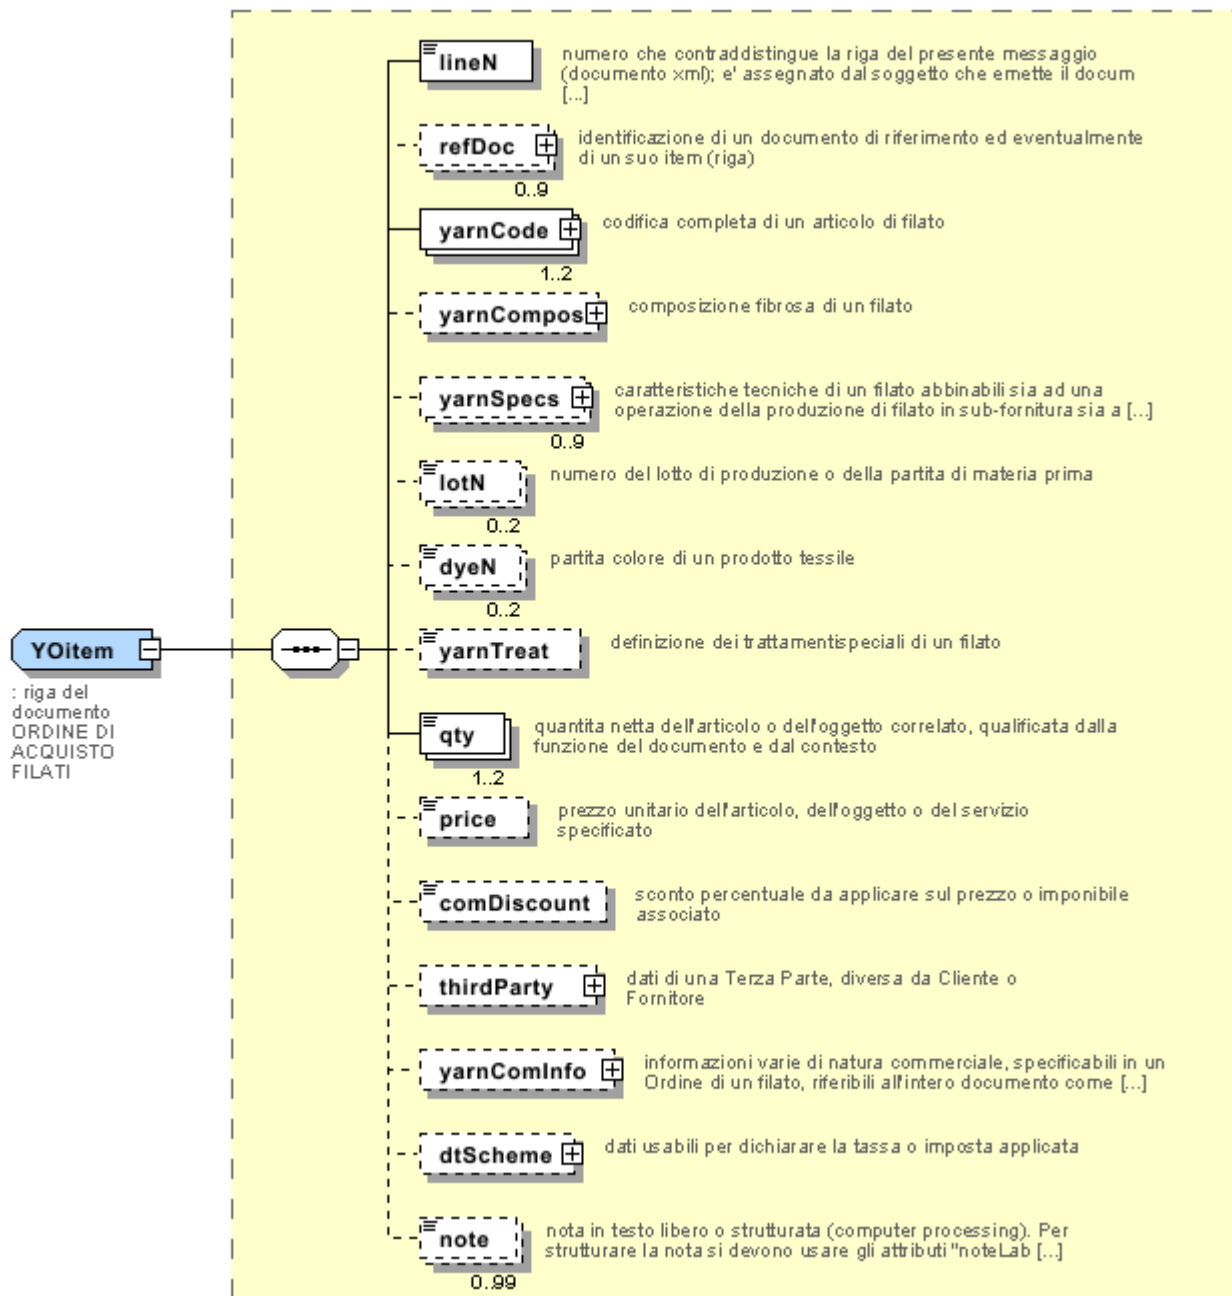 lineN
numero che contraddistingue la riga del presente messaggio
(documento xml); e' assegnato dal soggetto che emette il docum
[...]
refDoc
identificazione di un documento di riferimento ed eventualmente
di un suo item (riga)
0..9
yarnCode
codifica completa di un articolo di filato
1..2
yarnCompos
composizione fibrosa di un filato
yarnSpecs
caratteristiche tecniche di un filato abbinabili sia ad una
operazione della produzione di filato in sub-fornitura sia a [...]
0..9
lotN
numero del lotto di produzione o della partita di materia prima
0..2
dyeN
partita colore di un prodotto tessile
0..2
YOitem
: riga del
documento
ORDINE DI
ACQUISTO
FILATI
yarnTreat
definizione dei trattamentispeciali di un filato
qty
quantita netta dell'articolo o dell'oggetto correlato, qualificata dalla
funzione del documento e dal contesto
1..2
price
prezzo unitario dell'articolo, dell'oggetto o del servizio
specificato
comDiscount
sconto percentuale da applicare sul prezzo o imponibile
associato
thirdParty
dati di una Terza Parte, diversa da Cliente o
Fornitore
yarnComInfo
informazioni varie di natura commerciale, specificabili in un
Ordine di un filato, riferibili all'intero documento come [...]
dtScheme
dati usabili per dichiarare la tassa o imposta applicata
note
nota in testo libero o strutturata (computer processing). Per
strutturare la nota si devono usare gli attributi "noteLab [...]
0..99